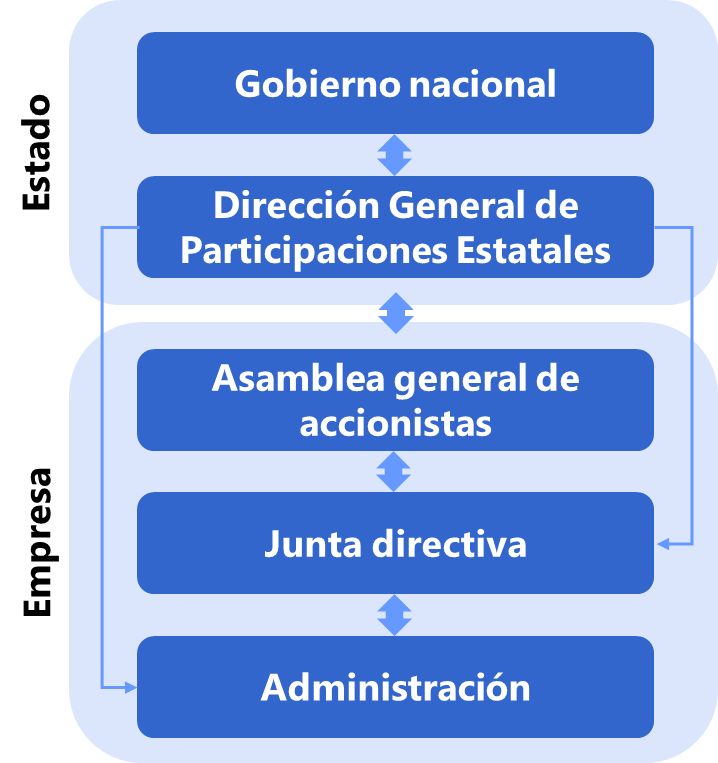 Estado
Gobierno nacional
Dirección General de
Participaciones Estatales
Empresa
Asamblea general de
accionistas
Junta directiva
Administración